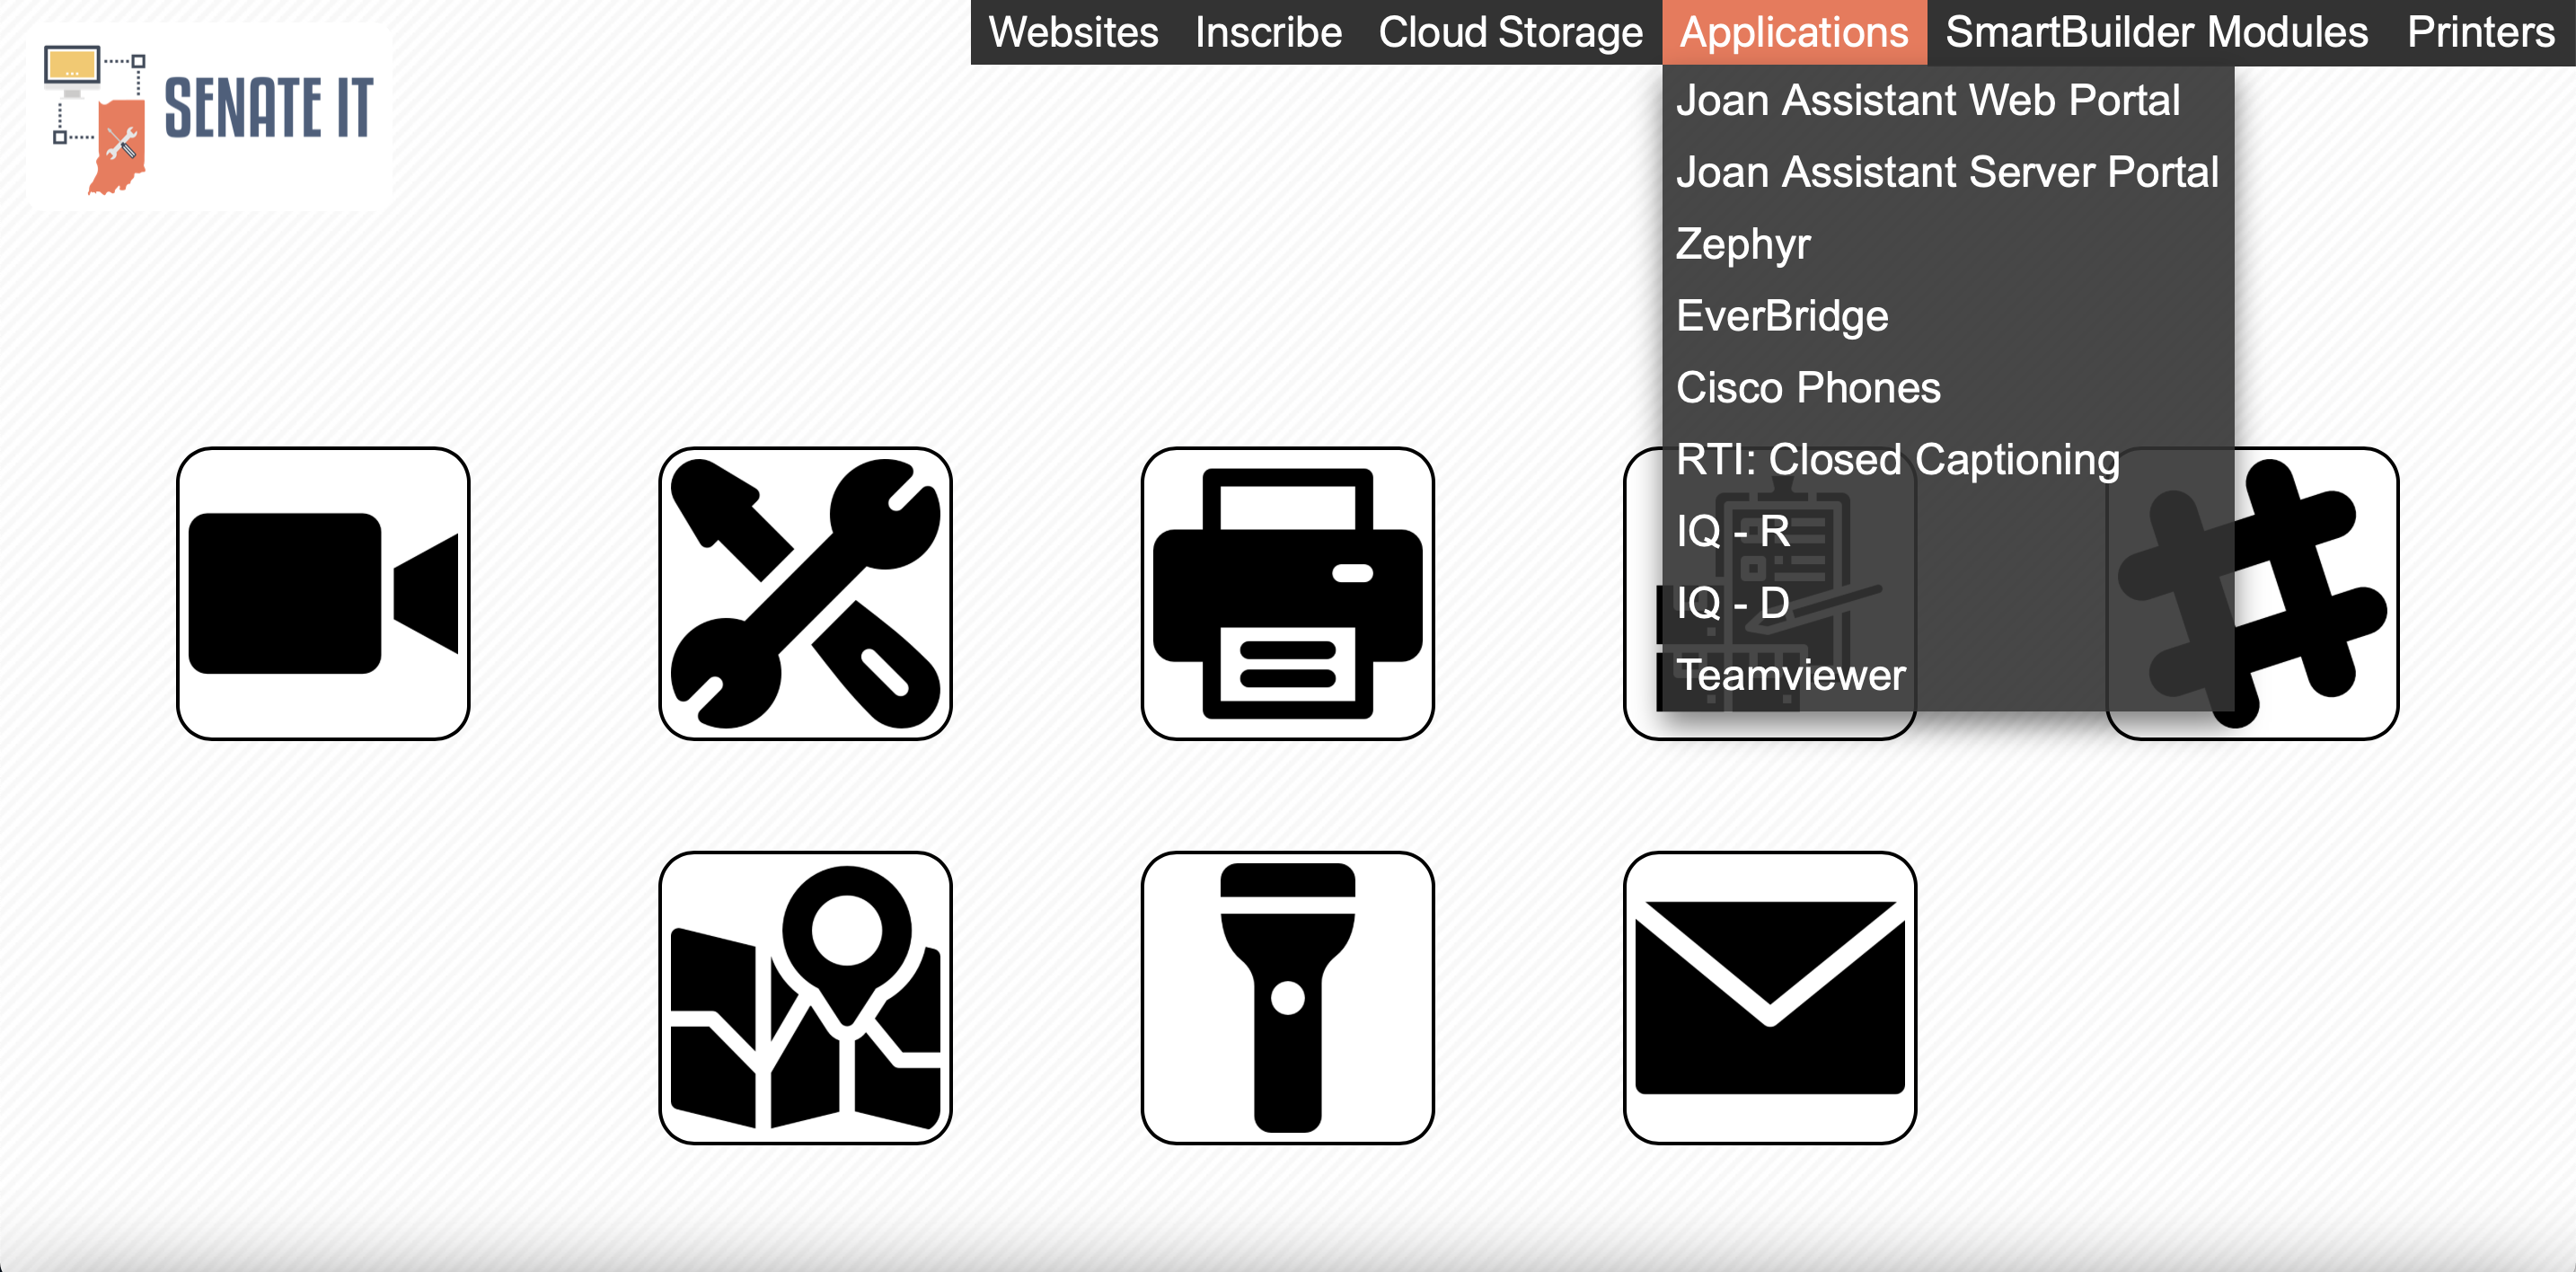 SENATE IT
Websites Inscribe Cloud Storage Applications SmartBuilder Modules Printers
Joan Assistant Web Portal
Joan Assistant Server Portal
Zephyr
EverBridge
Cisco Phones
RTI: Closed Captioning
IQ - R
IQ - D
Teamviewer